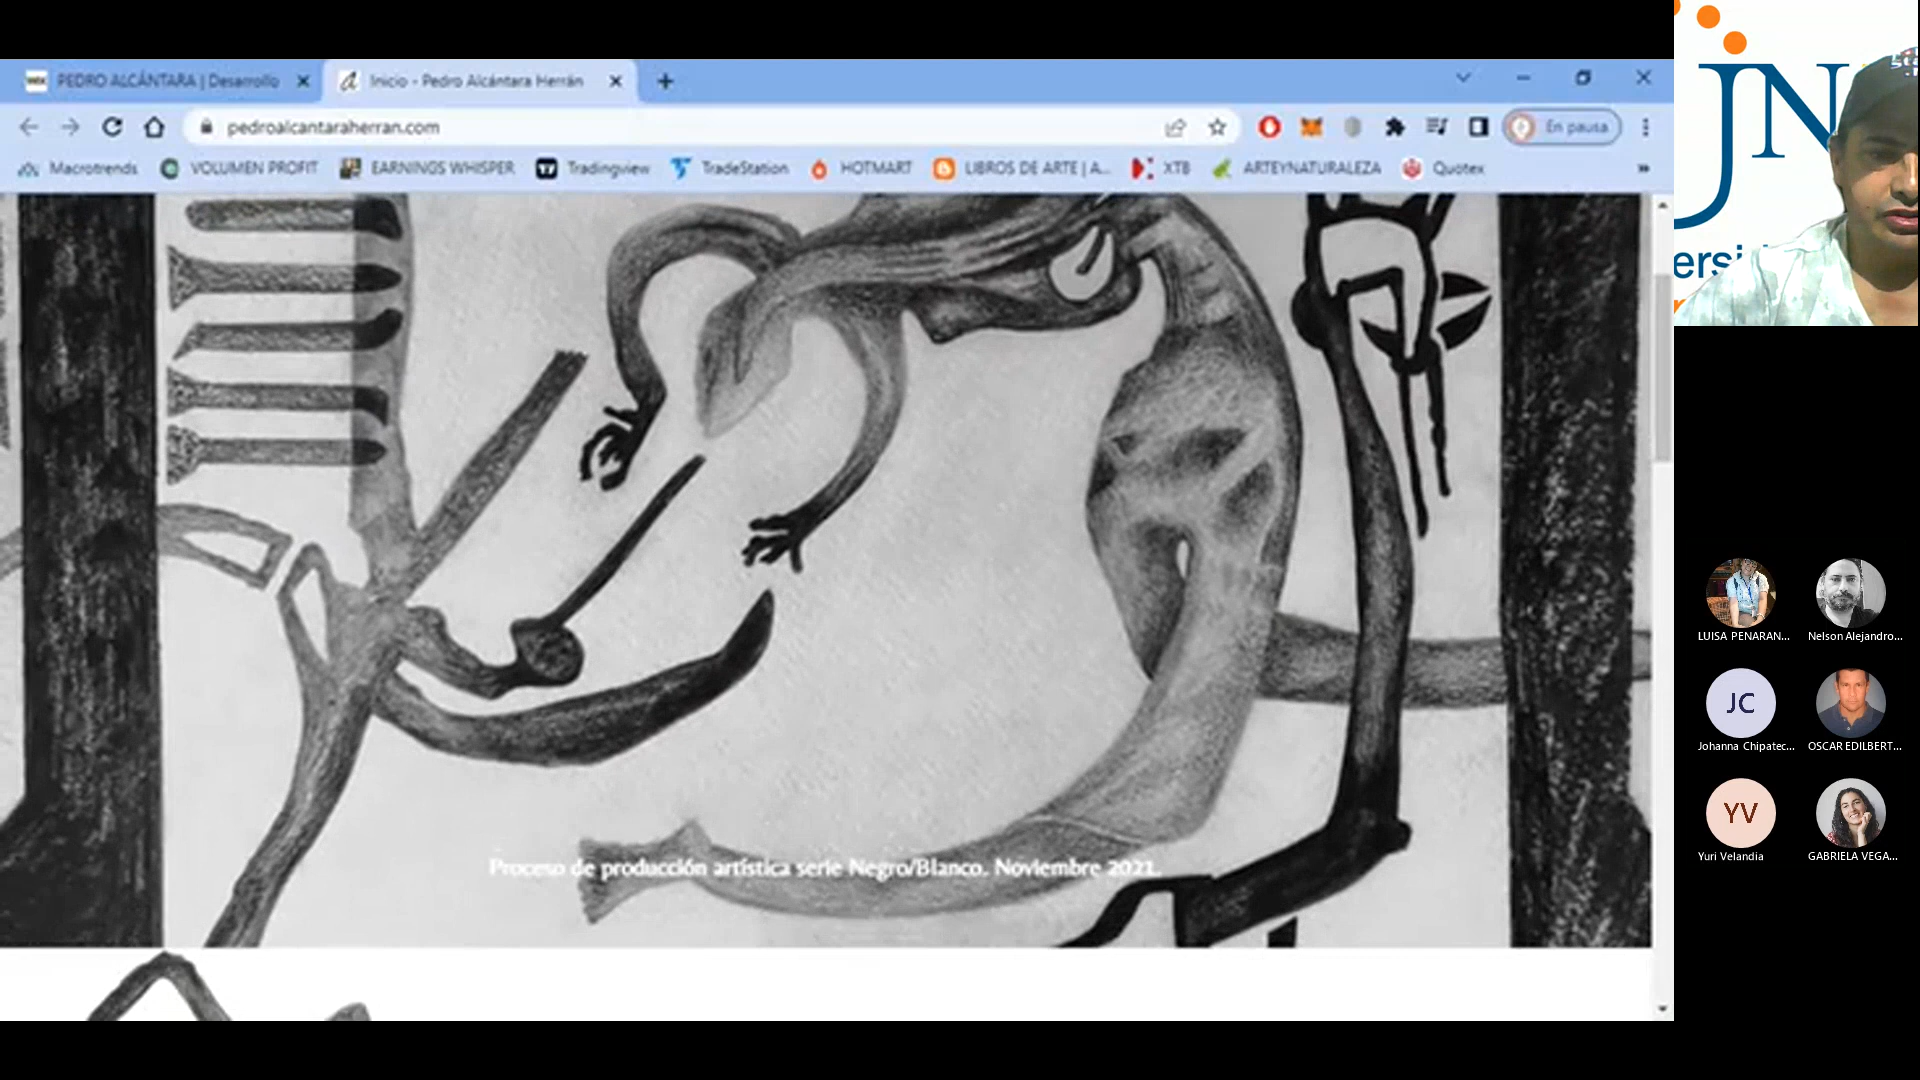 PEDRO ALCÁNTARA | Desarrollo
Inicio - Pedro Alcántara Herrán
pedroalcantaraherran.com
En pausa
Macrotrends
VOLUMEN PROFIT
EARNINGS WHISPER
Tradingview
TradeStation
HOTMART
LIBROS DE ARTE | A...
XTB
ARTEYNATURALEZA
Quotex
»
Proceso de producción artística serie Negro/Blanco. Noviembre 2021.
UN
ersi
LUISA PENARAN...
Nelson Alejandro...
JC
Johanna Chipatec...
OSCAR EDILBERT...
YV
Yuri Velandia
GABRIELA VEGA...